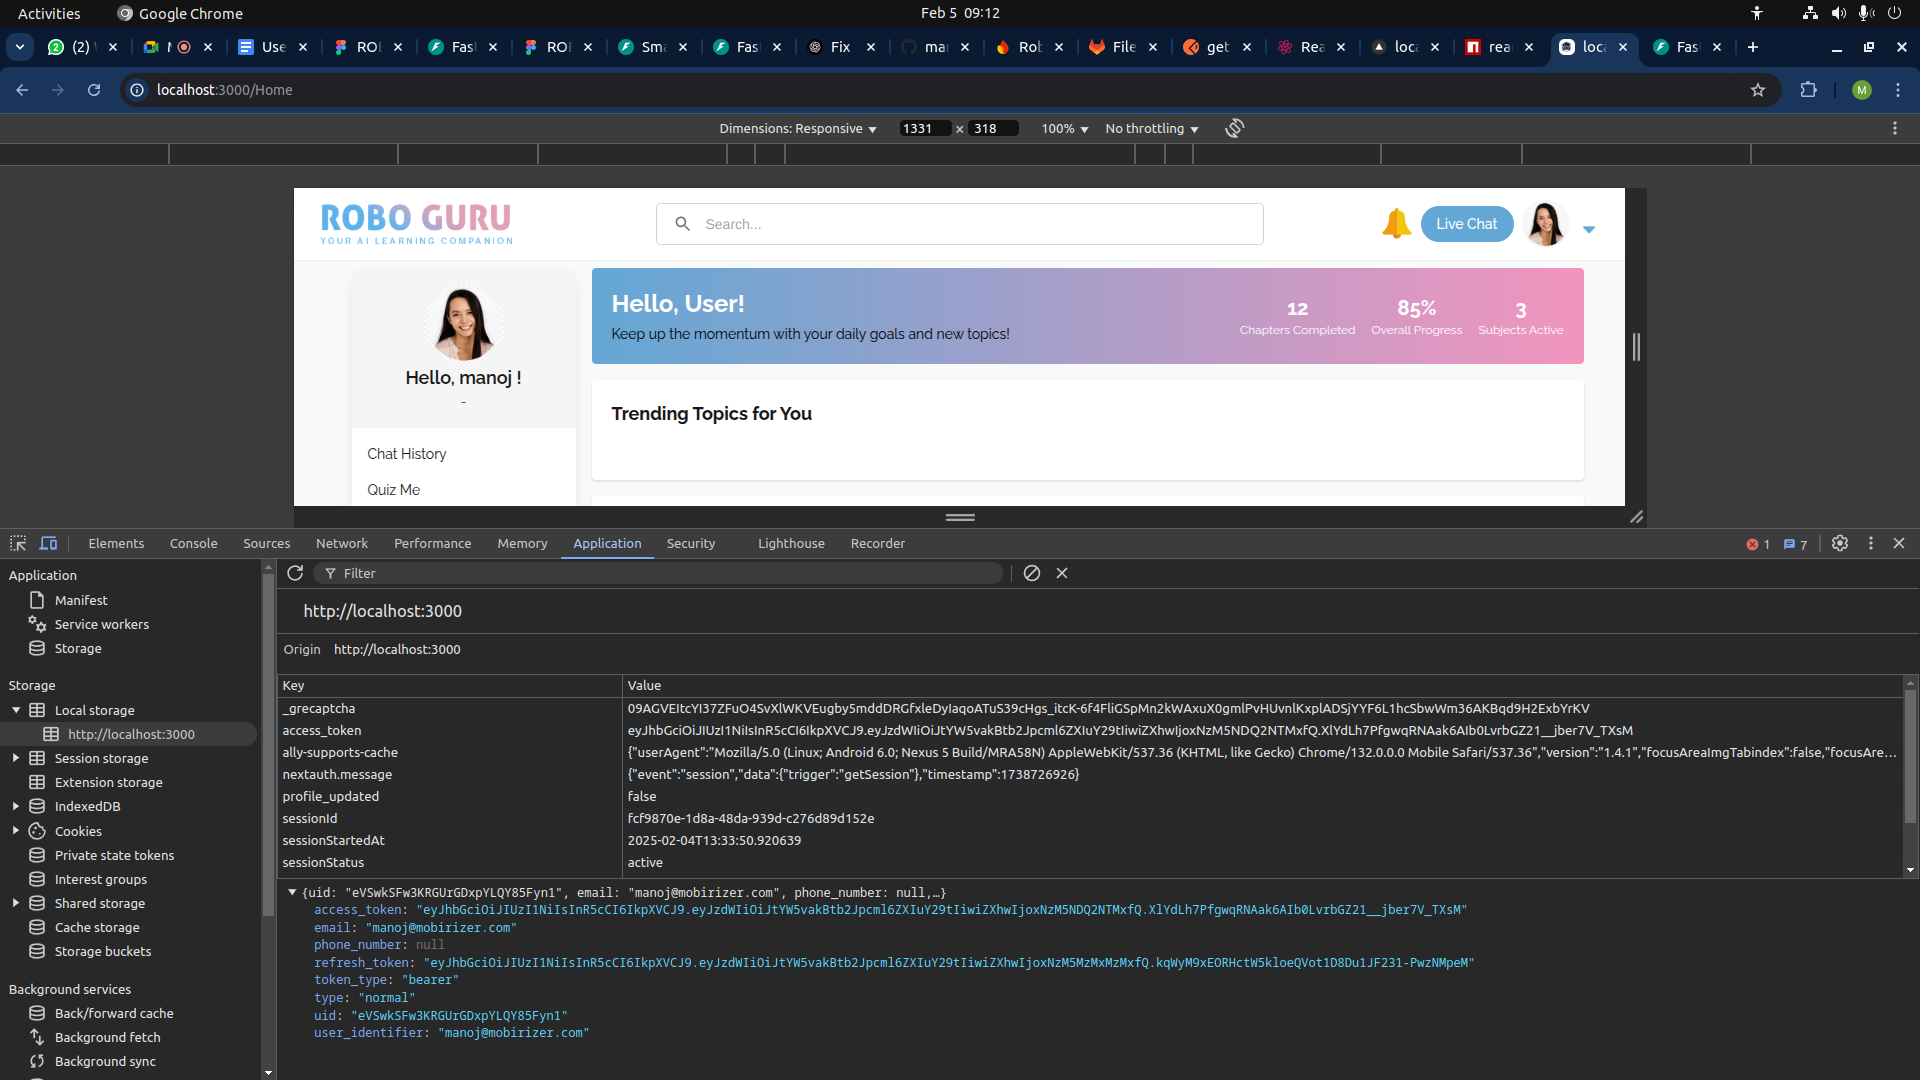 Activities
Google Chrome
Feb 5 09:12
(2)
Use
ROI
Fas
ROI
Sma
Fas
Fix
mar
Rob
File
get
Rea
loca
rea
loca
Fas
localhost:3000/Home
M
Dimensions: Responsive
1331 × 318
100%
No throttling
ROBO GURU
YOUR AI LEARNING COMPANION
Search...
Live Chat
Hello, manoj !
-
Chat History
Quiz Me
Hello, User!
Keep up the momentum with your daily goals and new topics!
12
Chapters Completed
85%
Overall Progress
3
Subjects Active
Trending Topics for You
Elements
Console
Sources
Network
Performance
Memory
Application
Security
Lighthouse
Recorder
1
7
Application
Manifest
Service workers
Storage
Storage
Local storage
http://localhost:3000
Session storage
Extension storage
IndexedDB
Cookies
Private state tokens
Interest groups
Shared storage
Cache storage
Storage buckets
Background services
Back/forward cache
Background fetch
Background sync
Filter
http://localhost:3000
Origin http://localhost:3000
Key Value
_grecaptcha 09AGVEItcYI37ZFuO4SvXlWKVEugby5mddDRGfxleDyIaqoATuS39cHgs_itcK-6f4FliGSpMn2kWAxuX0gmlPvHUvnlKxplADSjYYF6L1hcSbwWm36AKBqd9H2ExbYrKV
access_token eyJhbGciOiJIUzI1NiIsInR5cCI6IkpXVCJ9.eyJzdWIiOiJtYW5vakBtb2Jpcml6ZXIuY29tIiwiZXhwIjoxNzM5NDQ2NTMxfQ.XlYdLh7PfgwqRNAak6AIb0LvrbGZ21__jber7V_TXsM
ally-supports-cache {"userAgent":"Mozilla/5.0 (Linux; Android 6.0; Nexus 5 Build/MRA58N) AppleWebKit/537.36 (KHTML, like Gecko) Chrome/132.0.0.0 Mobile Safari/537.36","version":"1.4.1","focusAreaImgTabindex":false,"focusAre...
nextauth.message {"event":"session","data":{"trigger":"getSession"},"timestamp":1738726926}
profile_updated false
sessionId fcf9870e-1d8a-48da-939d-c276d89d152e
sessionStartedAt 2025-02-04T13:33:50.920639
sessionStatus active
{uid: "eVSwkSFw3KRGUrGDxpYLQY85Fyn1", email: "manoj@mobirizer.com", phone_number: null,…}
access_token: "eyJhbGciOiJIUzI1NiIsInR5cCI6IkpXVCJ9.eyJzdWIiOiJtYW5vakBtb2Jpcml6ZXIuY29tIiwiZXhwIjoxNzM5NDQ2NTMxfQ.XlYdLh7PfgwqRNAak6AIb0LvrbGZ21__jber7V_TXsM"
email: "manoj@mobirizer.com"
phone_number: null
refresh_token: "eyJhbGciOiJIUzI1NiIsInR5cCI6IkpXVCJ9.eyJzdWIiOiJtYW5vakBtb2Jpcml6ZXIuY29tIiwiZXhwIjoxNzM5MzMxMzMxfQ.kqWyM9xEORHctW5kloeQVot1D8Du1JF231-PwzNMpeM"
token_type: "bearer"
type: "normal"
uid: "eVSwkSFw3KRGUrGDxpYLQY85Fyn1"
user_identifier: "manoj@mobirizer.com"